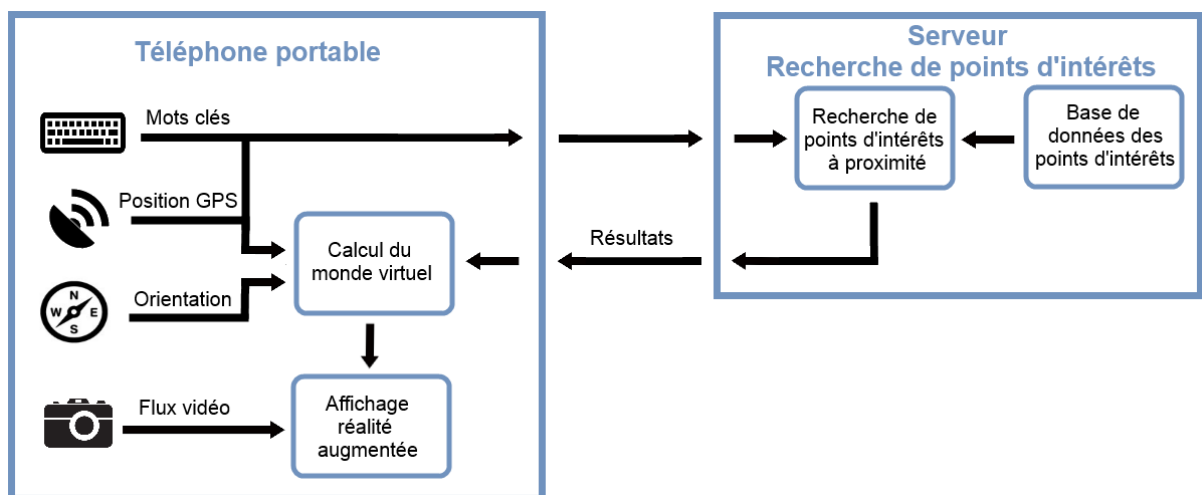 Téléphone portable
Mots clés
Position GPS
Orientation
N
W
E
S
Flux vidéo
Calcul du
monde virtuel
Affichage
réalité
augmentée
Résultats
Serveur
Recherche de points d'intérêts
Recherche de
points d'intérêts
à proximité
Base de
données des
points d'intérêts